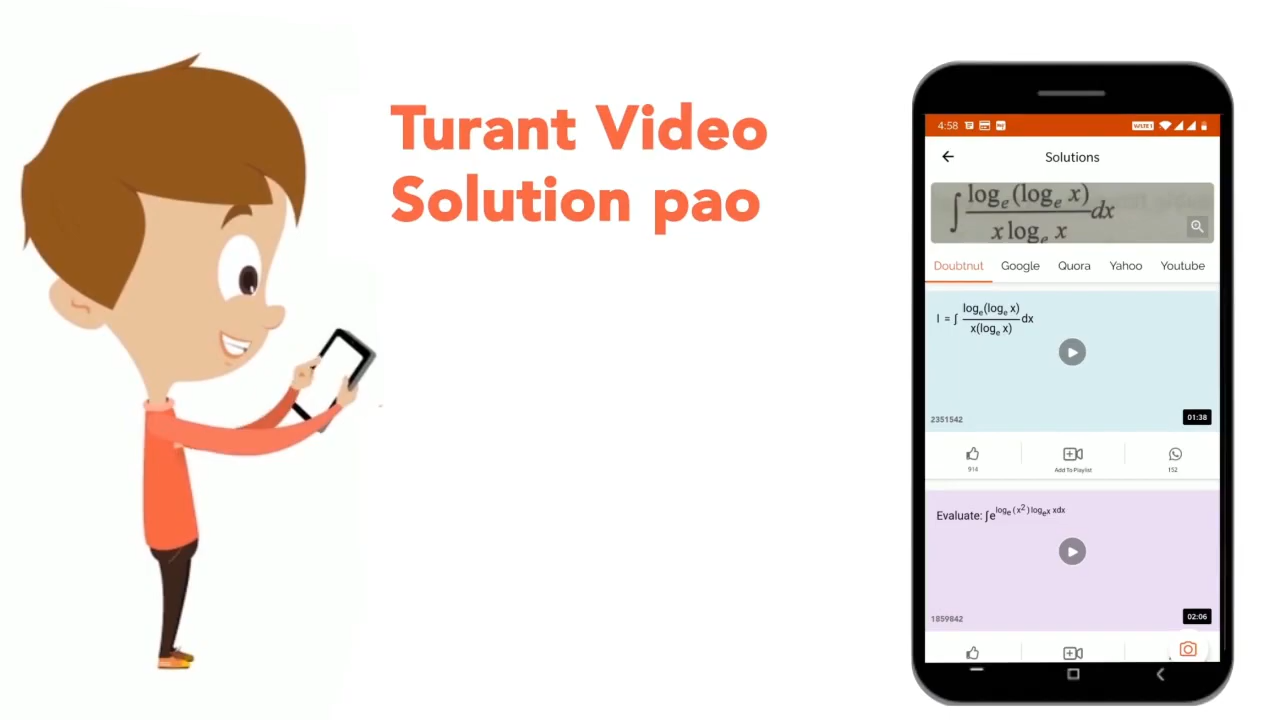 Turant Video
Solution pao
4:58
VoLTE1
Solutions
∫ logₑ(logₑ x) / x logₑ x dx
Doubtnut Google Quora Yahoo Youtube
I = ∫ logₑ(logₑ x) / x(logₑ x) dx
2351542 01:38
914 Add To Playlist 152
Evaluate: ∫e^logₑ(x²)logₑx xdx
1859842 02:06